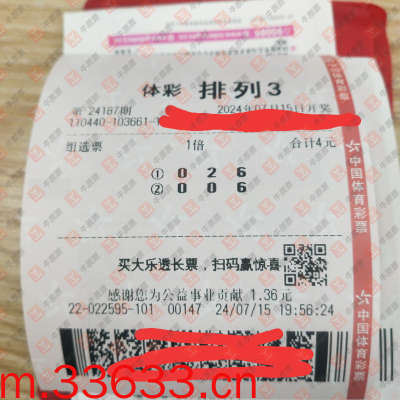 体彩 排列3
第 24187期 2024年07月15日开奖
110440-103661-
组选票 1倍 合计4元
① 0 2 6
② 0 0 6
买大乐透长票，扫码赢惊喜
感谢您为公益事业贡献 1.36元
22-022595-101 00147 24/07/15 19:56:24
中国体育彩票
中国体育彩票
m.33633.cn